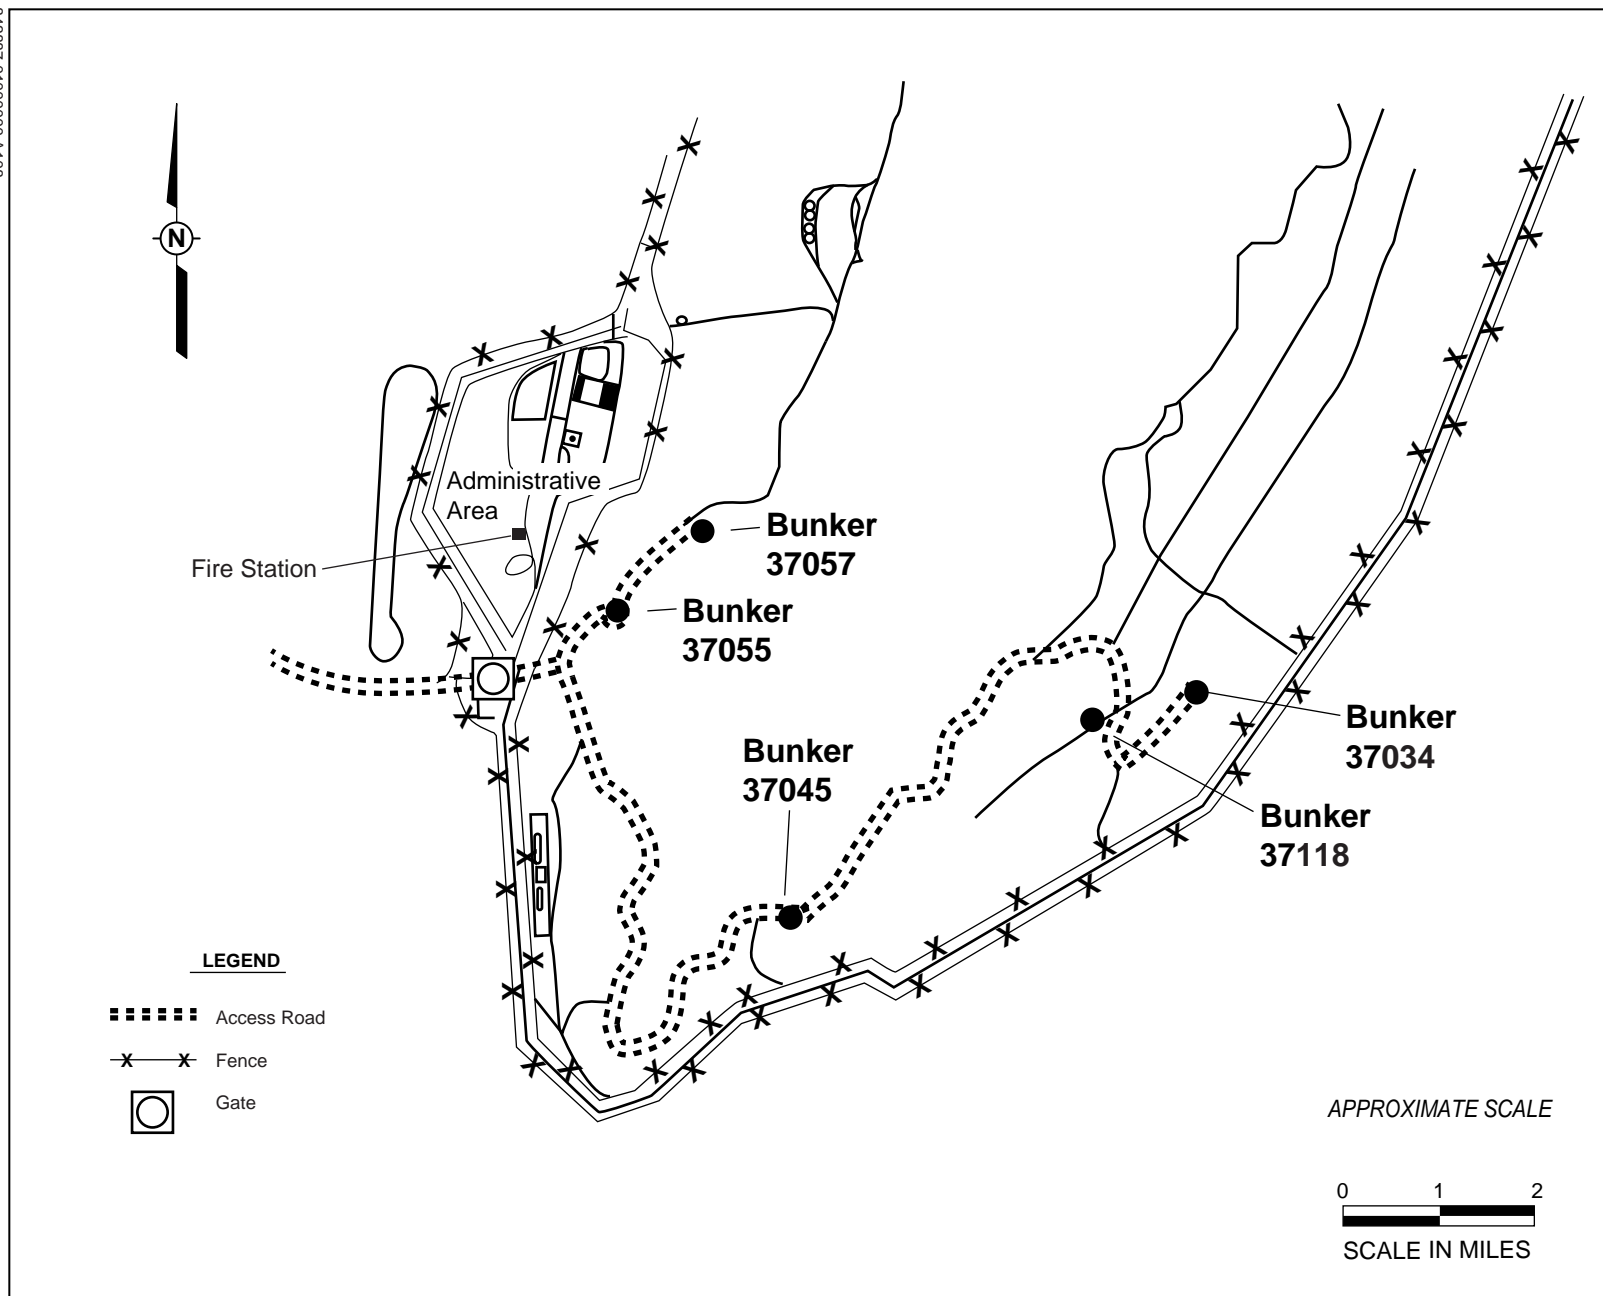 N
Administrative
Area
Fire Station
Bunker
37057
Bunker
37055
Bunker
37045
Bunker
37034
Bunker
37118
LEGEND
Access Road
X X Fence
Gate
APPROXIMATE SCALE
0 1 2
SCALE IN MILES